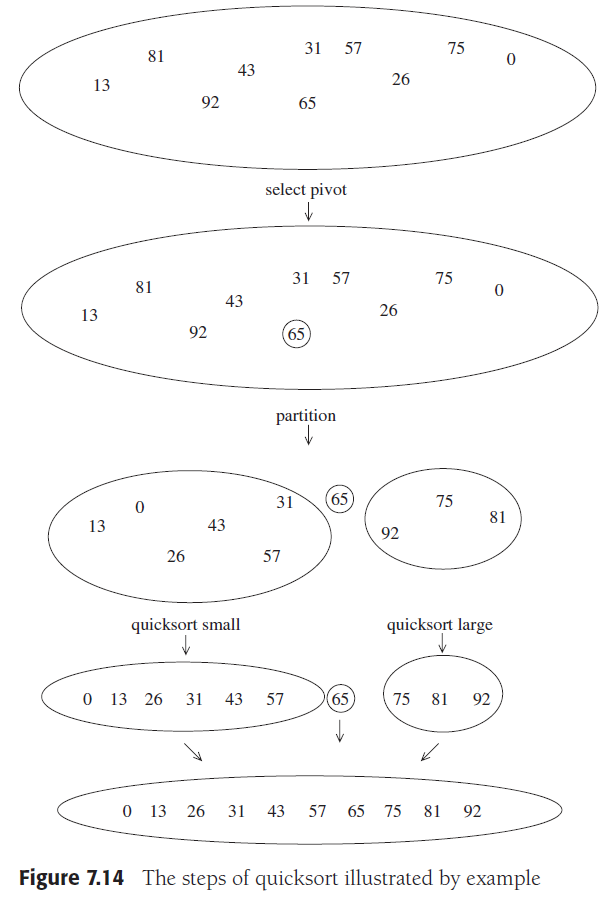 31 57 75
81 0
43
26
13
92 65
select pivot
31 57 75
81 0
43
26
13
92 65
partition
31 65 75
0
81
13 43
92
26 57
quicksort small quicksort large
0 13 26 31 43 57 65 75 81 92
0 13 26 31 43 57 65 75 81 92
Figure 7.14 The steps of quicksort illustrated by example